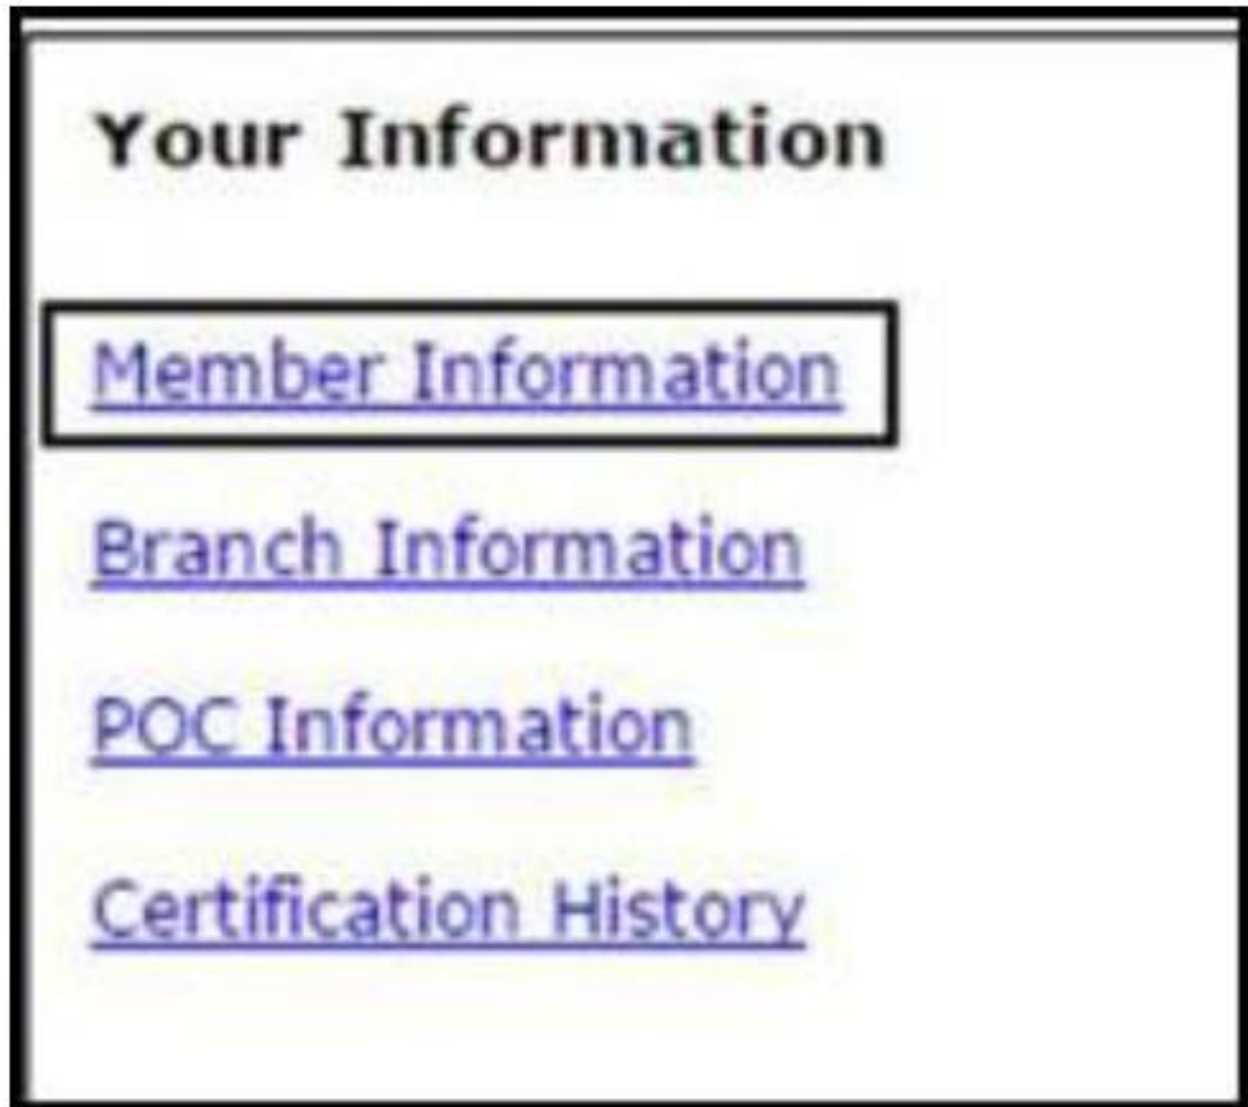 Your Information
Member Information
Branch Information
POC Information
Certification History